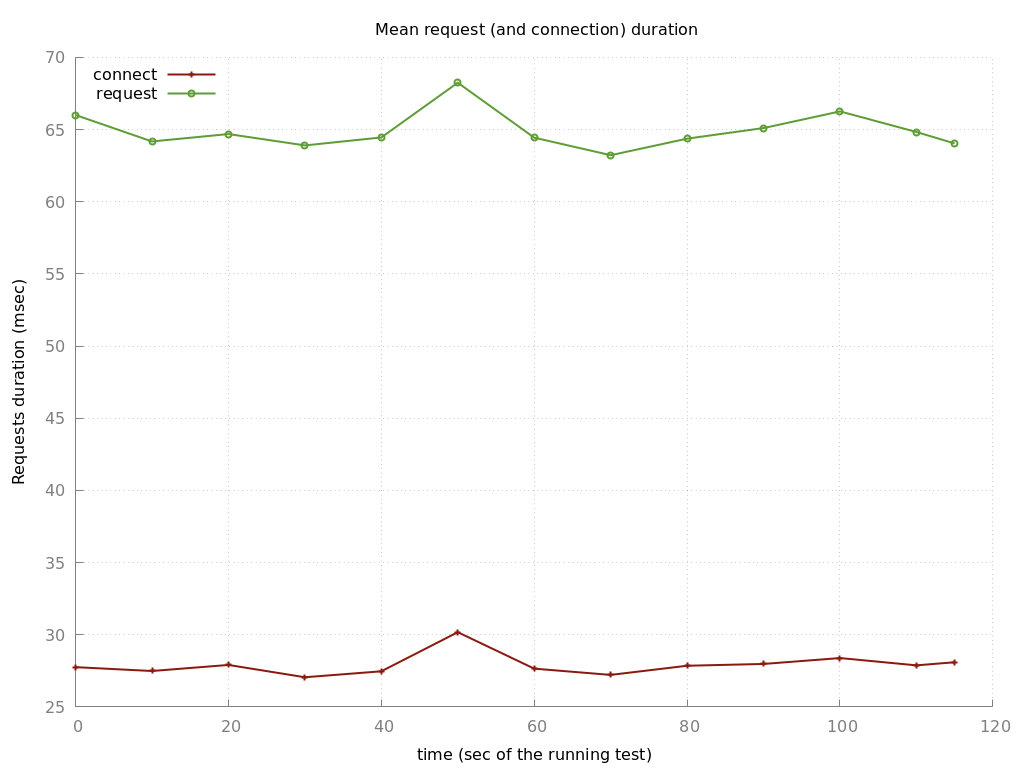 Mean request (and connection) duration
connect
request
70
65
60
55
50
45
40
35
30
25
Requests duration (msec)
0 20 40 60 80 100 120
time (sec of the running test)